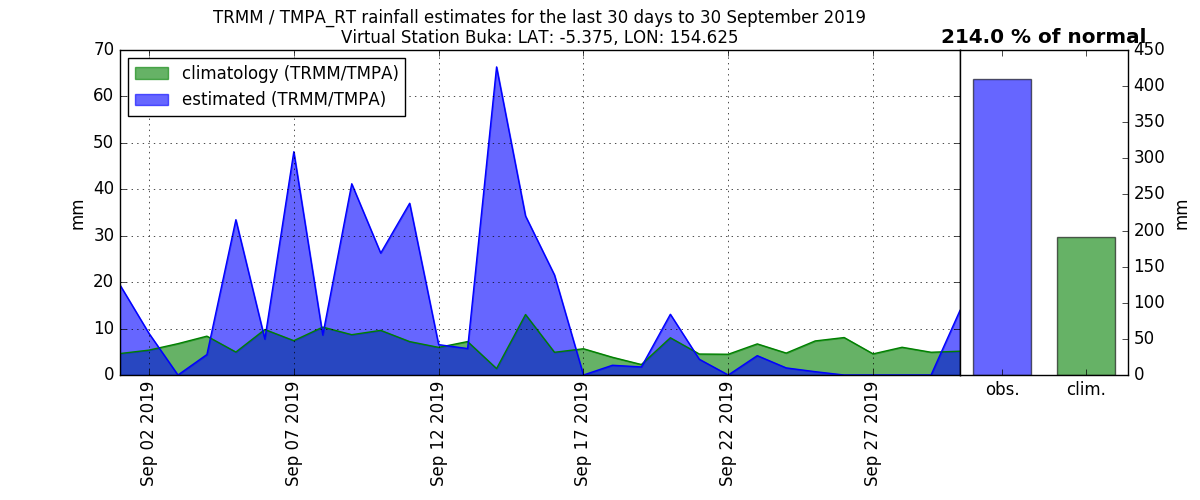 TRMM / TMPA_RT rainfall estimates for the last 30 days to 30 September 2019
Virtual Station Buka: LAT: -5.375, LON: 154.625
214.0 % of normal
climatology (TRMM/TMPA)
estimated (TRMM/TMPA)
70
60
50
40
30
20
10
0
mm
Sep 02 2019
Sep 07 2019
Sep 12 2019
Sep 17 2019
Sep 22 2019
Sep 27 2019
obs.
clim.
450
400
350
300
250
200
150
100
50
0
mm